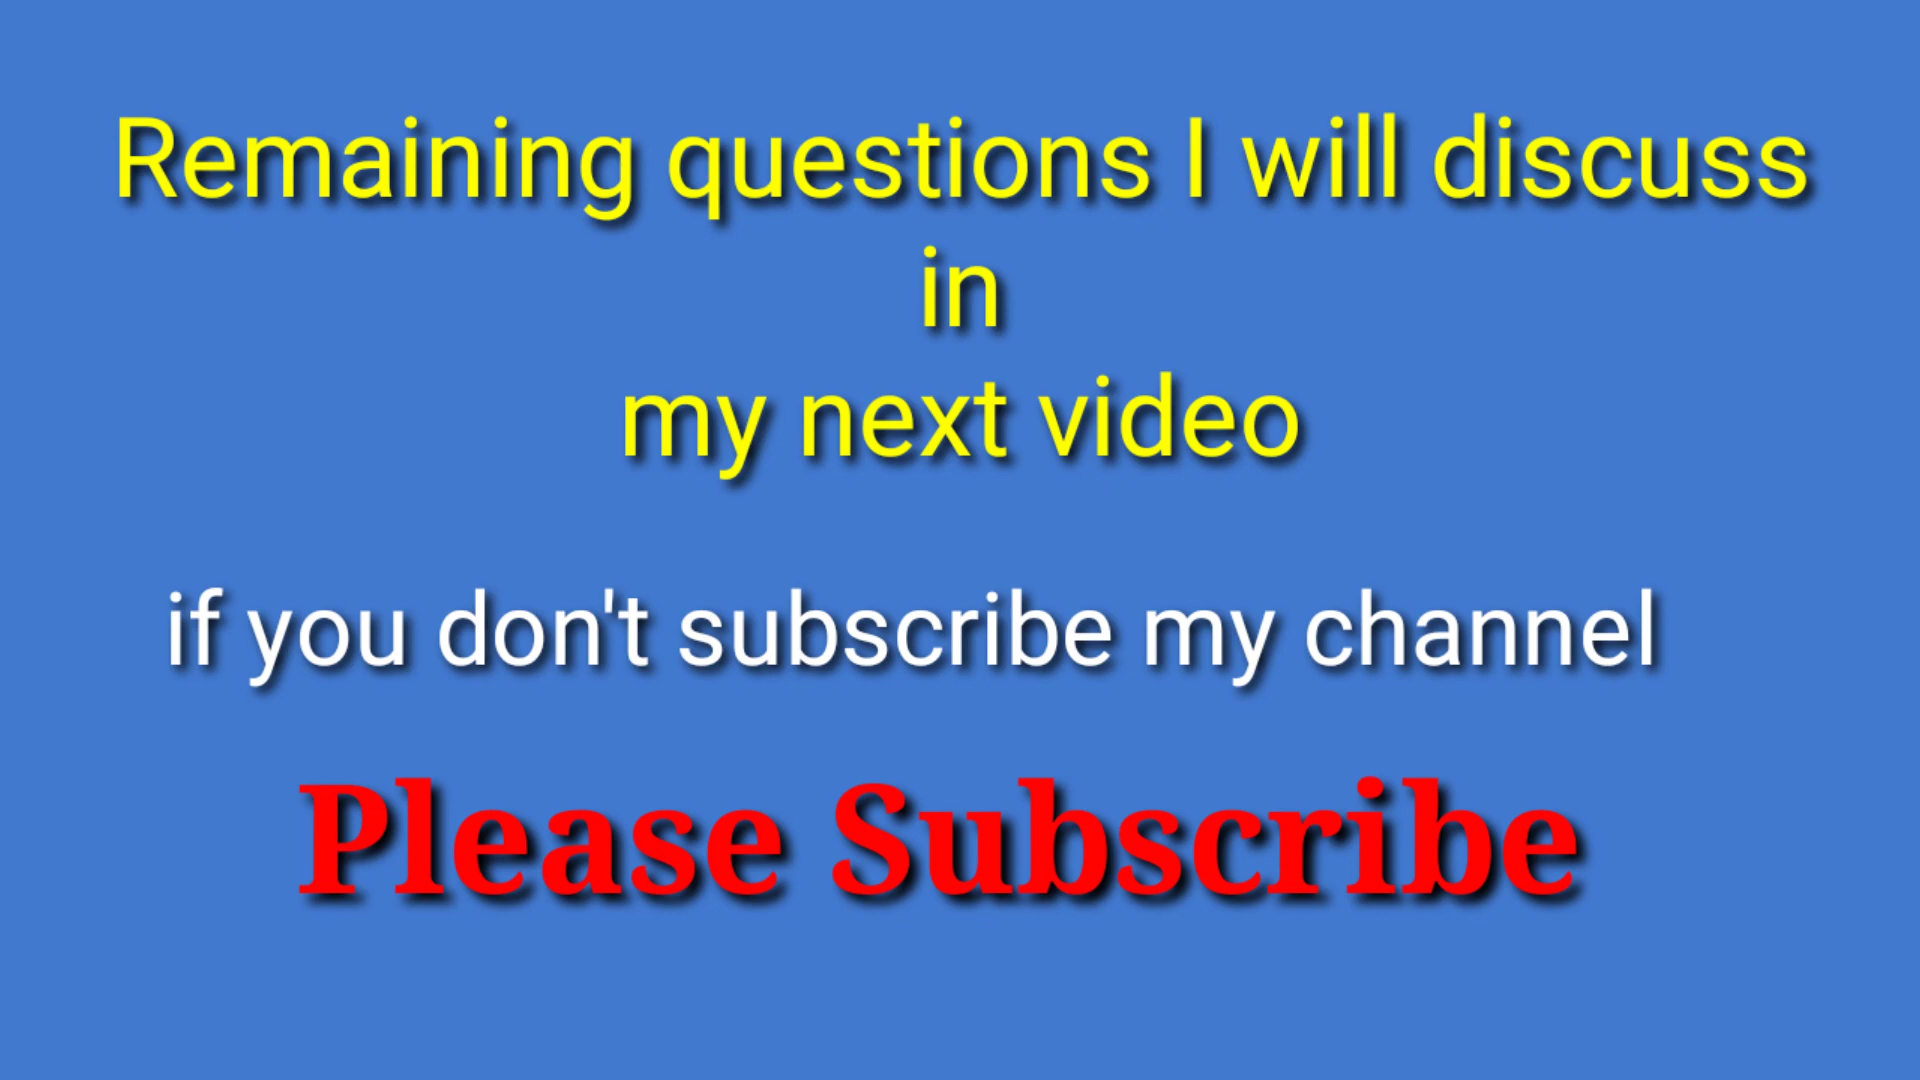 Remaining questions I will discuss
in
my next video
if you don't subscribe my channel
Please Subscribe